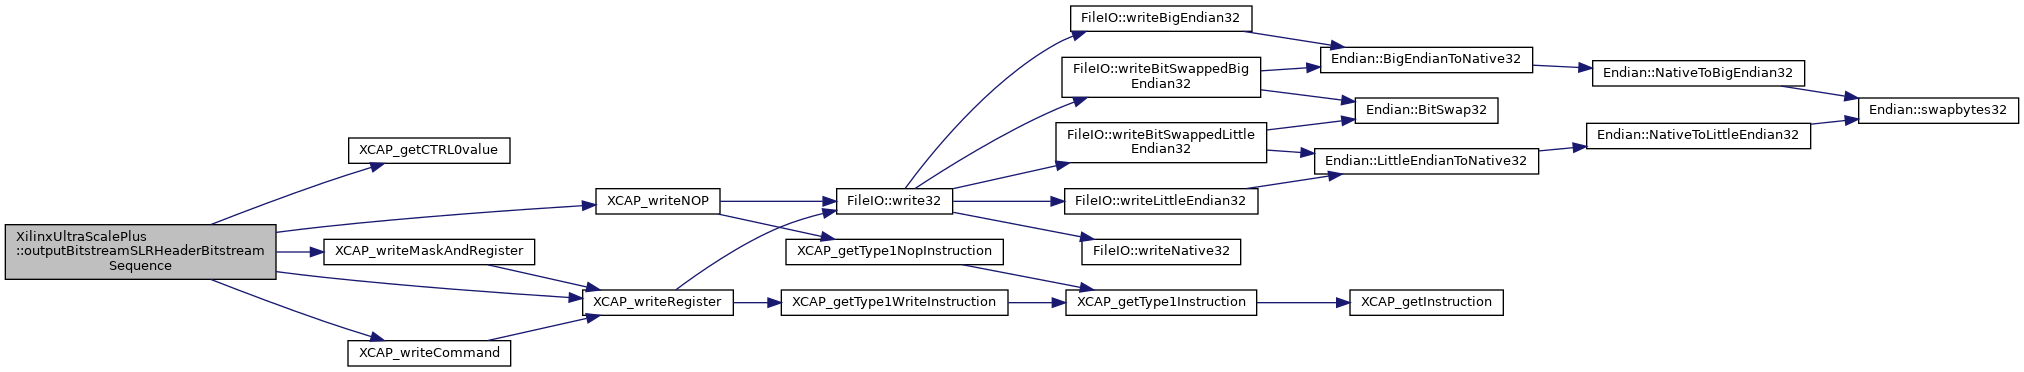 XilinxUltraScalePlus
::outputBitstreamSLRHeaderBitstream
Sequence
XCAP_getCTRL0value
XCAP_writeNOP
XCAP_writeMaskAndRegister
XCAP_writeRegister
XCAP_writeCommand
FileIO::write32
XCAP_getType1NopInstruction
XCAP_getType1WriteInstruction
FileIO::writeBigEndian32
FileIO::writeBitSwappedBig
Endian32
FileIO::writeBitSwappedLittle
Endian32
FileIO::writeLittleEndian32
FileIO::writeNative32
XCAP_getType1Instruction
Endian::BigEndianToNative32
Endian::BitSwap32
Endian::LittleEndianToNative32
XCAP_getInstruction
Endian::NativeToBigEndian32
Endian::NativeToLittleEndian32
Endian::swapbytes32